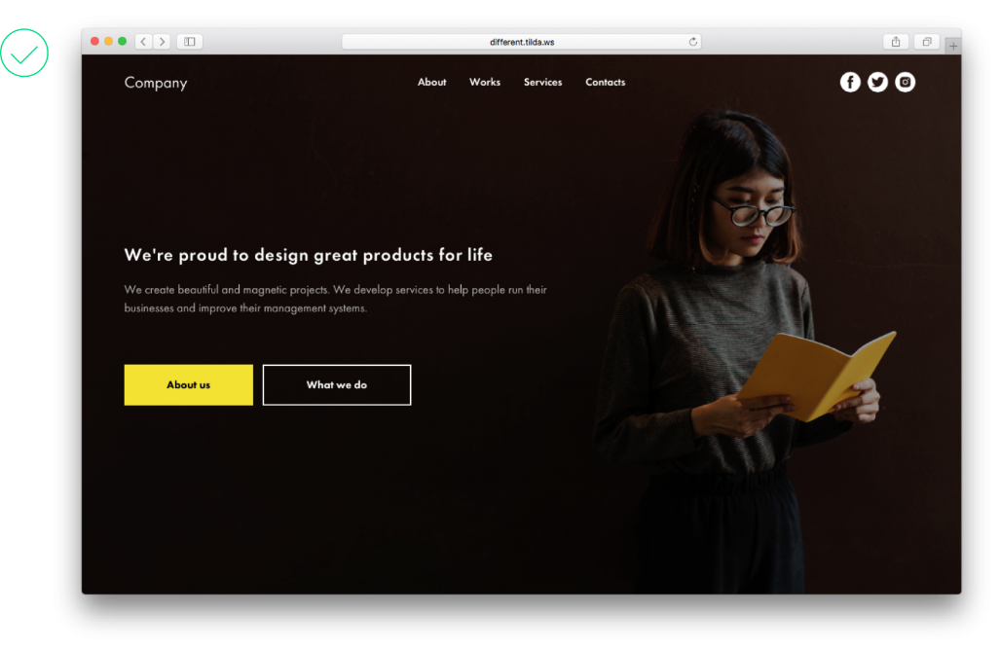 different.tilda.ws
Company
About Works Services Contacts
We're proud to design great products for life
We create beautiful and magnetic projects. We develop services to help people run their
businesses and improve their management systems.
About us What we do